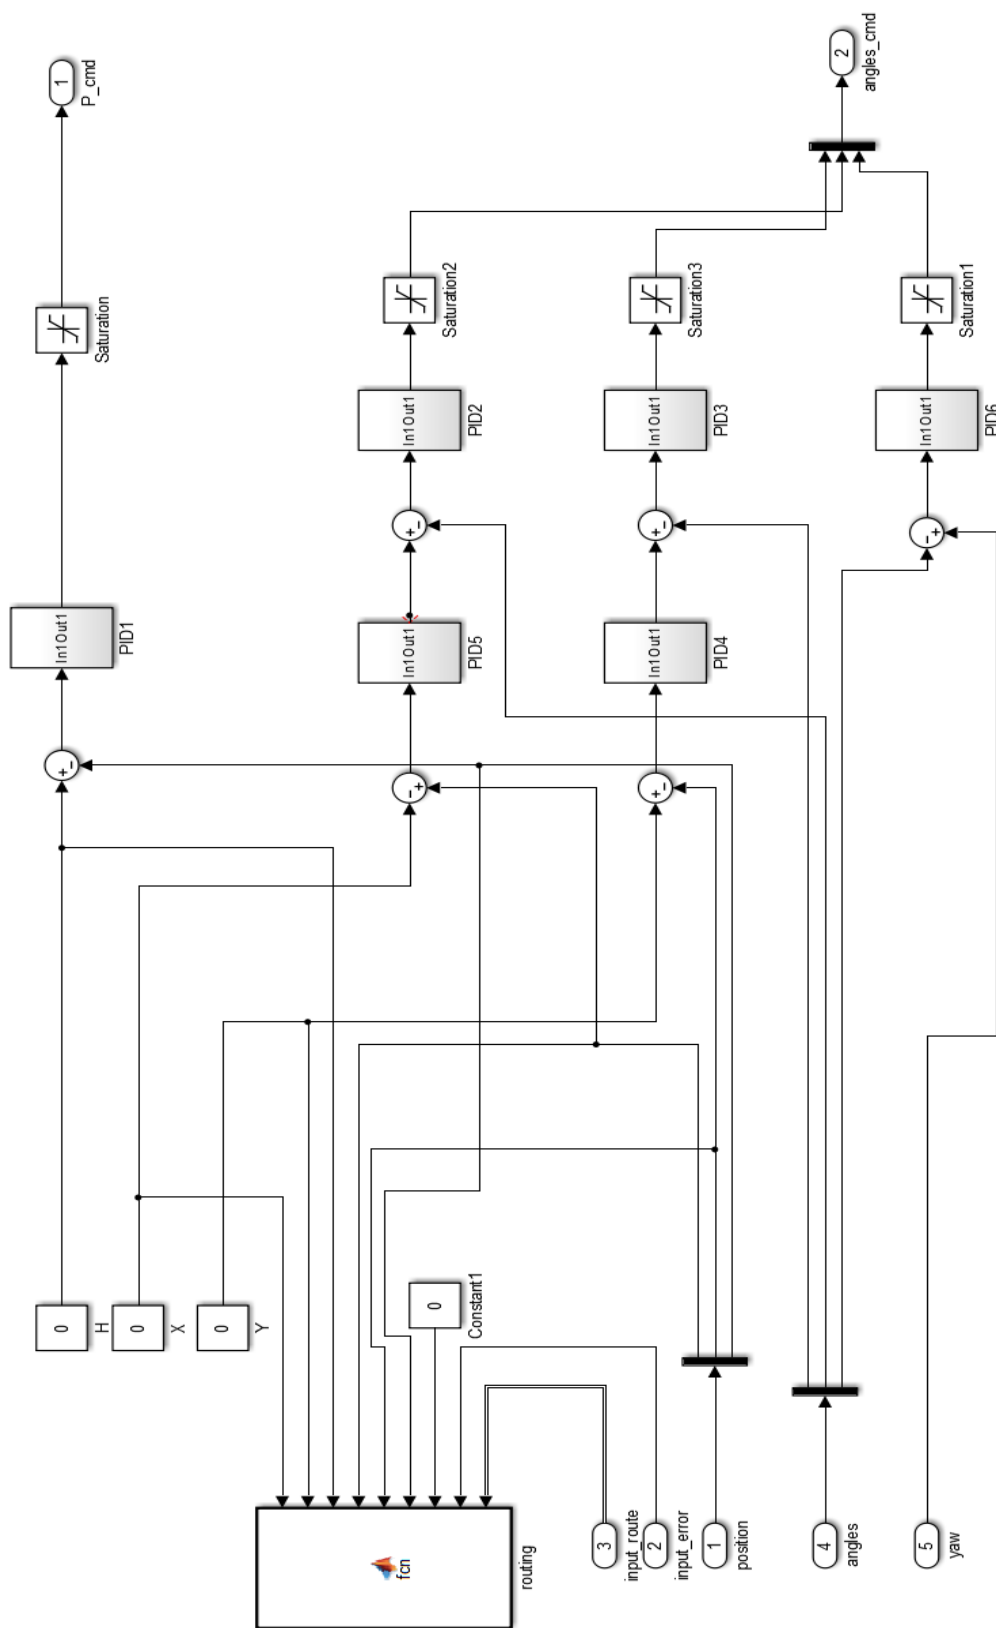 0
H
+
-
In1 Out1
PID1
Saturation
1
P_cmd
0
X
0
Y
fcn
routing
0
Constant1
-
+
In1 Out1
PID5
+
-
In1 Out1
PID2
Saturation2
3
input_route
2
input_error
1
position
+
-
In1 Out1
PID4
+
-
In1 Out1
PID3
Saturation3
2
angles_cmd
4
angles
5
yaw
-
+
In1 Out1
PID6
Saturation1